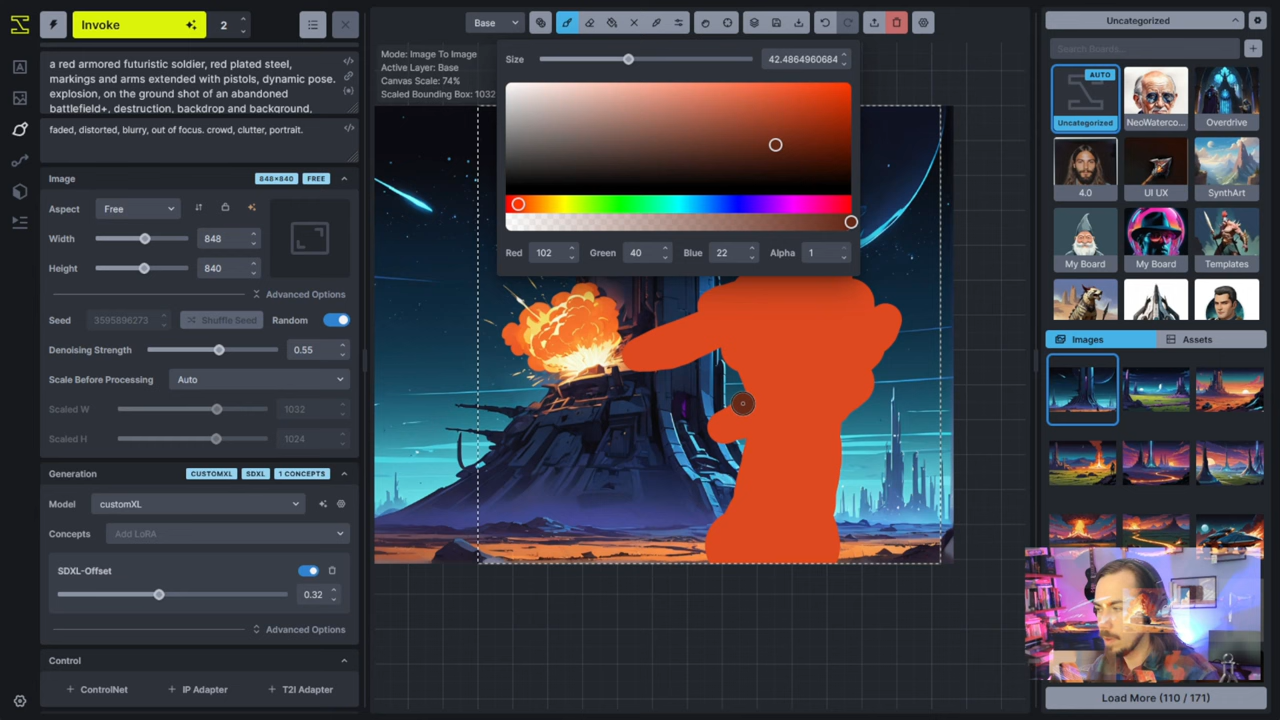 Invoke
2
Base
Mode: Image To Image
Active Layer: Base
Canvas Scale: 74%
Scaled Bounding Box: 1032
Size
42.4864960684
Red
102
Green
40
Blue
22
Alpha
1
a red armored futuristic soldier, red plated steel,
markings and arms extended with pistols, dynamic pose.
explosion, on the ground shot of an abandoned
battlefield+, destruction, backdrop and background,
faded, distorted, blurry, out of focus. crowd, clutter, portrait.
Image
848×840
FREE
Aspect
Free
Width
848
Height
840
Advanced Options
Seed
3595896273
Shuffle Seed
Random
Denoising Strength
0.55
Scale Before Processing
Auto
Scaled W
1032
Scaled H
1024
Generation
CUSTOMXL
SDXL
1 CONCEPTS
Model
customXL
Concepts
Add LoRA
SDXL-Offset
0.32
Advanced Options
Control
+ ControlNet
+ IP Adapter
+ T2I Adapter
Uncategorized
Search Boards...
AUTO
Uncategorized
NeoWaterco...
Overdrive
4.0
UI UX
SynthArt
My Board
My Board
Templates
Images
Assets
Load More (110 / 171)